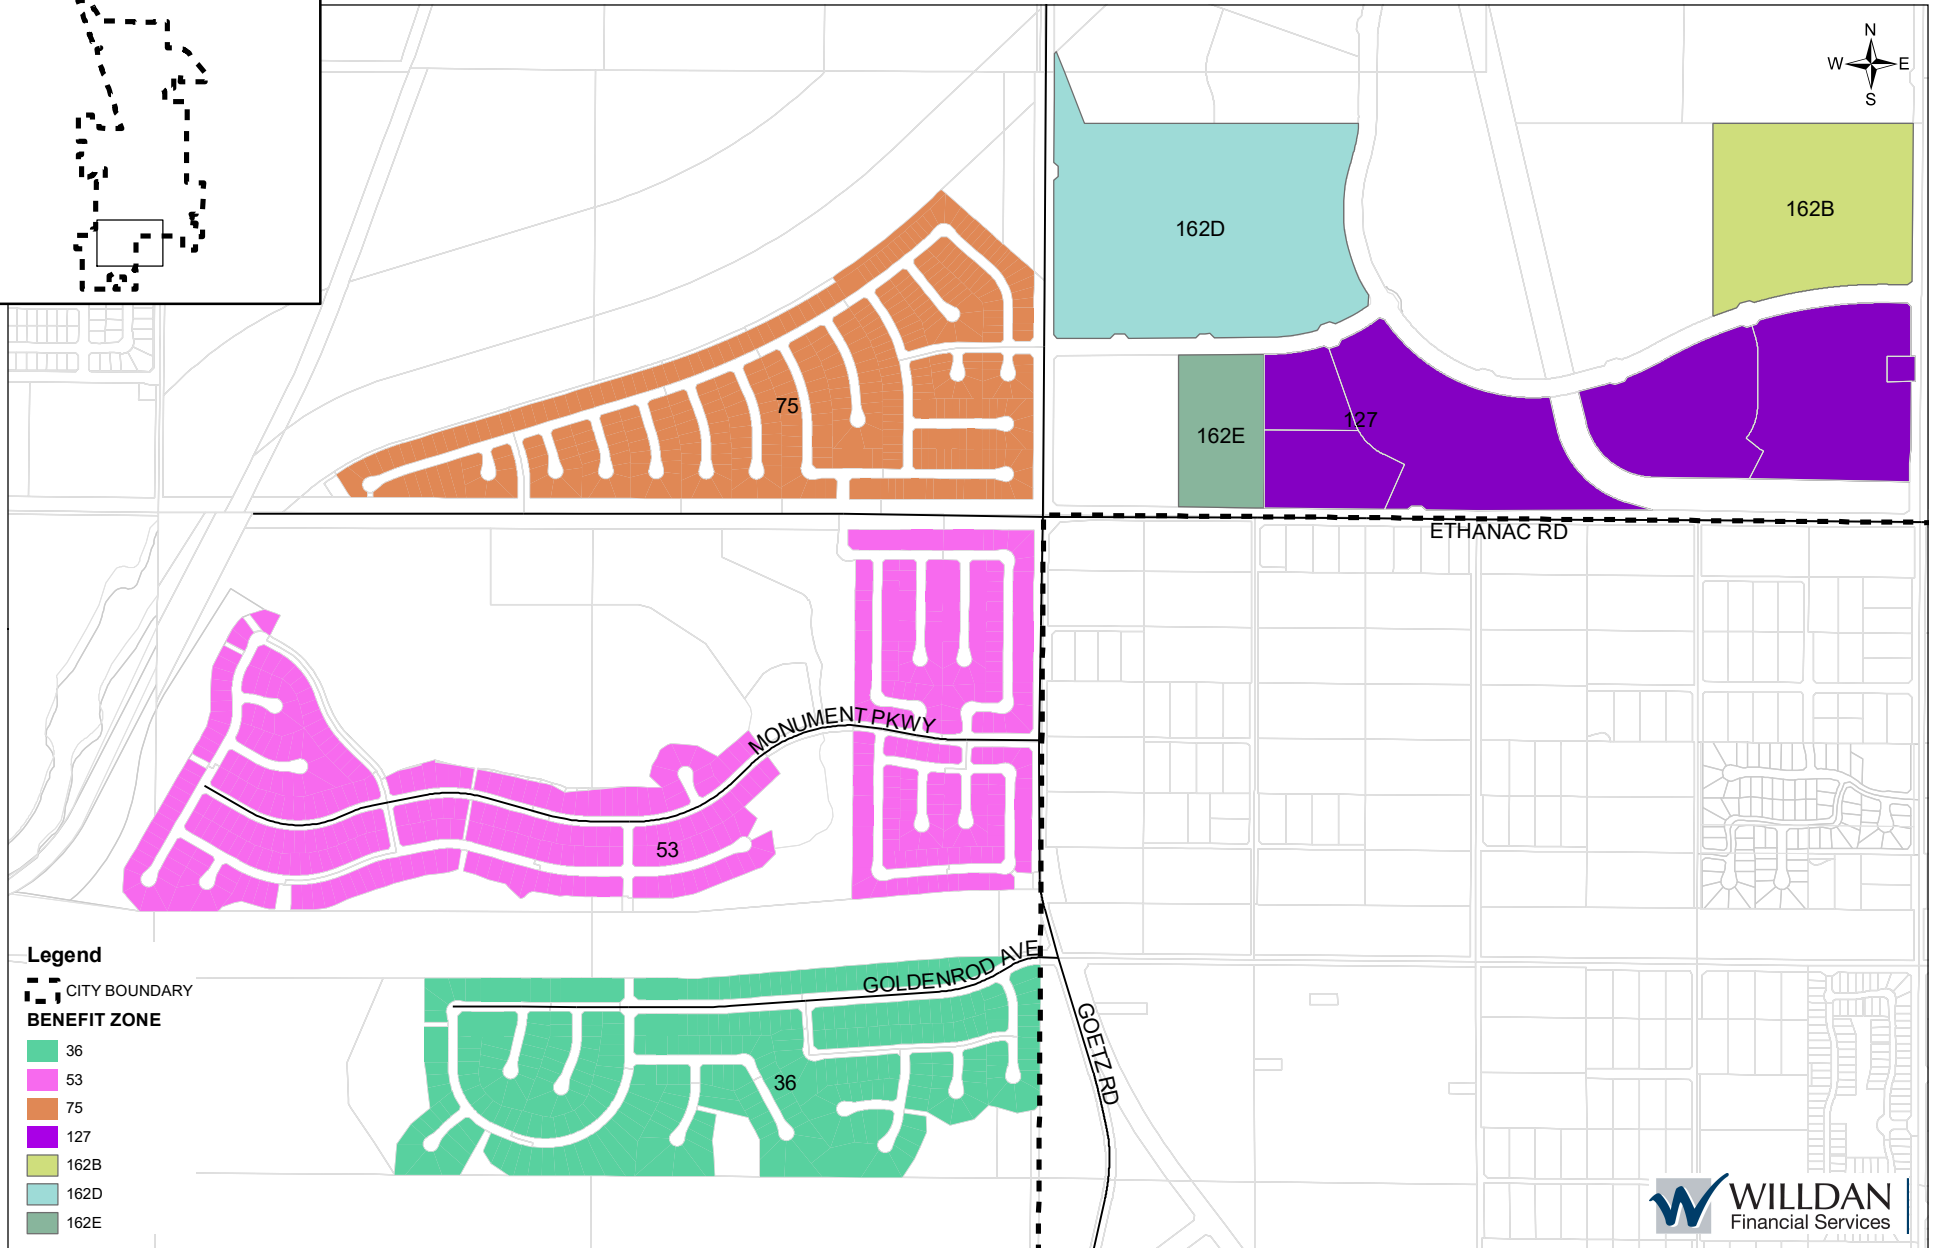 N
W E
S
162D
162B
75
127
162E
ETHANAC RD
MONUMENT PKWY
53
GOLDENROD AVE
GOETZ RD
36
Legend
CITY BOUNDARY
BENEFIT ZONE
36
53
75
127
162B
162D
162E
WILLDAN
Financial Services